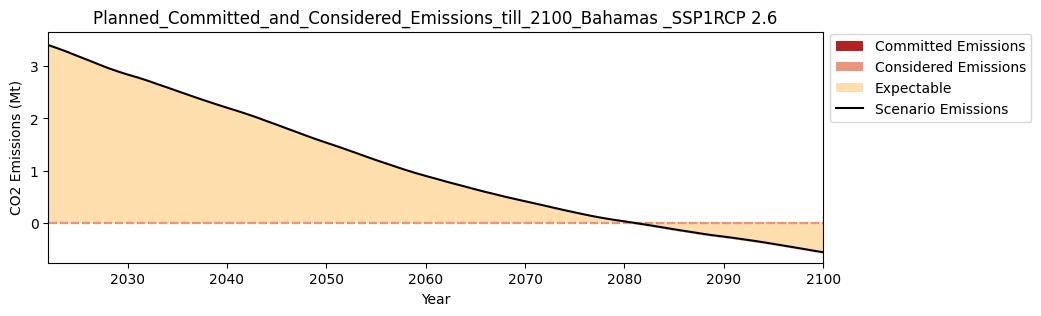 Planned_Committed_and_Considered_Emissions_till_2100_Bahamas _SSP1RCP 2.6
Committed Emissions
Considered Emissions
Expectable
Scenario Emissions
CO2 Emissions (Mt)
3
2
1
0
2030 2040 2050 2060 2070 2080 2090 2100
Year